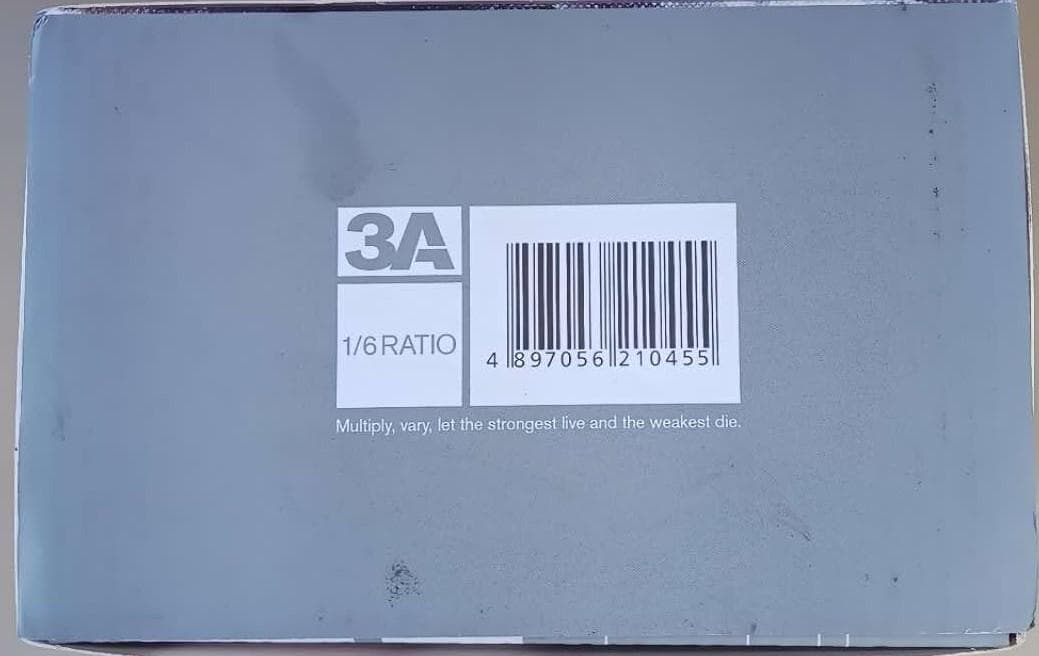 3A
1/6 RATIO
4 897056 210455
Multiply, vary, let the strongest live and the weakest die.